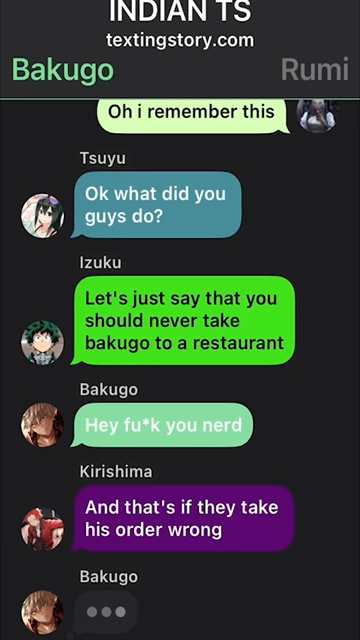 INDIAN TS
textingstory.com
Bakugo Rumi
Oh i remember this
Tsuyu
Ok what did you
guys do?
Izuku
Let's just say that you
should never take
bakugo to a restaurant
Bakugo
Hey fu*k you nerd
Kirishima
And that's if they take
his order wrong
Bakugo